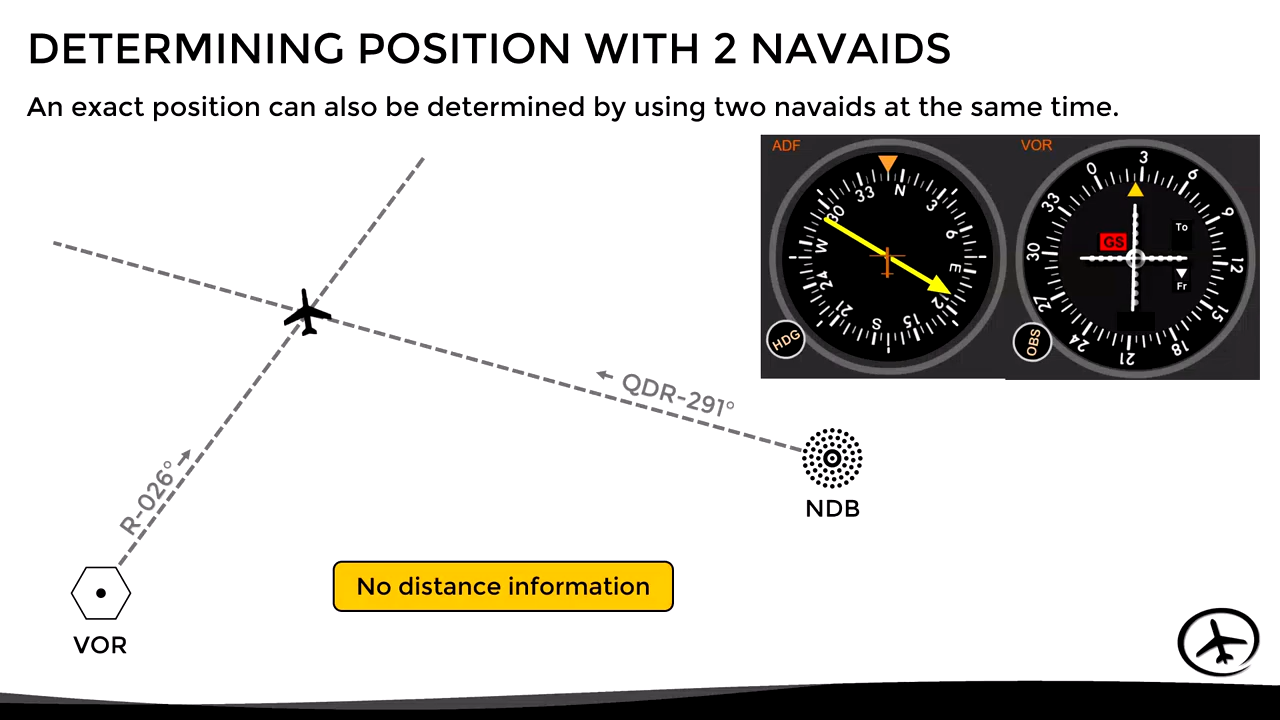 DETERMINING POSITION WITH 2 NAVAIDS
An exact position can also be determined by using two navaids at the same time.
ADF
N
3
6
E
12
15
S
21
24
W
30
33
HDG
VOR
0
3
6
9
12
15
18
21
24
27
30
33
GS
To
Fr
OBS
QDR-291°
R-026°
NDB
No distance information
VOR